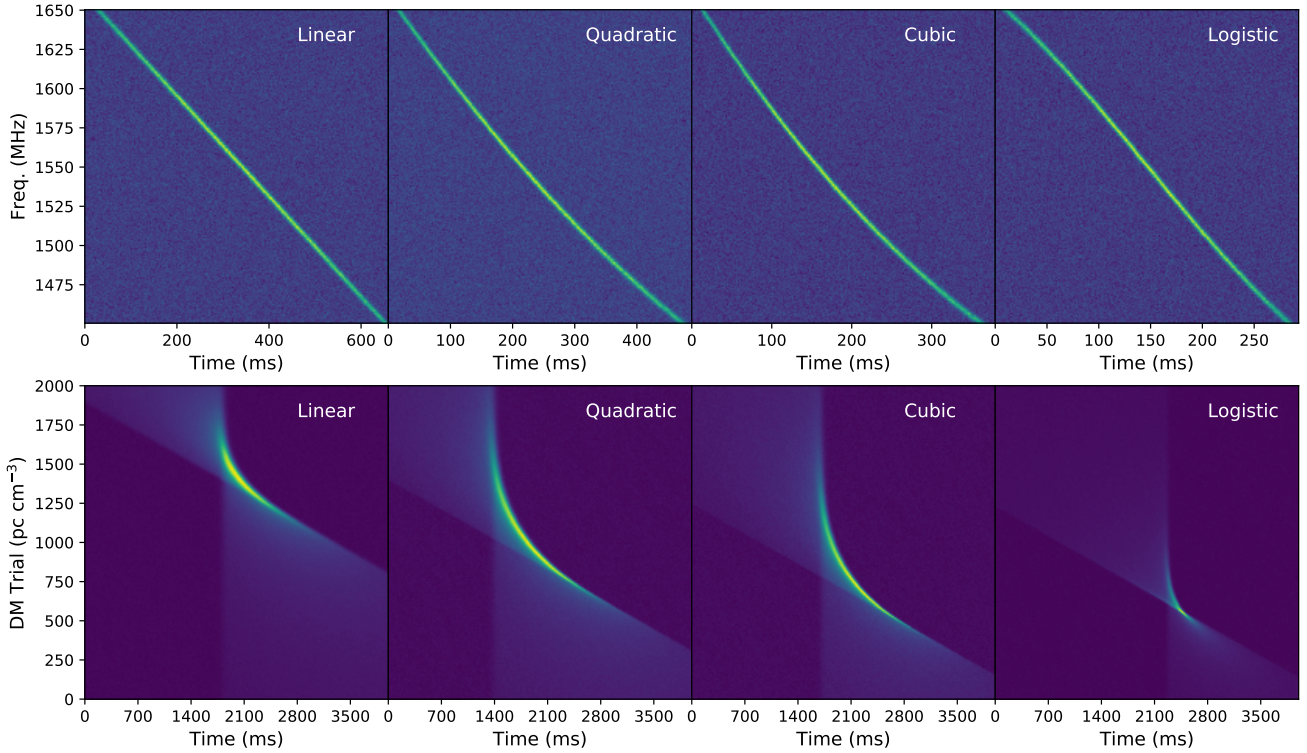 1650
1625
1600
1575
1550
1525
1500
1475
Freq. (MHz)
Linear
Quadratic
Cubic
Logistic
0 200 400 600 0 100 200 300 400 0 100 200 300 0 50 100 150 200 250
Time (ms) Time (ms) Time (ms) Time (ms)
2000
1750
1500
1250
1000
750
500
250
0
DM Trial (pc cm⁻³)
Linear
Quadratic
Cubic
Logistic
0 700 1400 2100 2800 3500 0 700 1400 2100 2800 3500 0 700 1400 2100 2800 3500 0 700 1400 2100 2800 3500
Time (ms) Time (ms) Time (ms) Time (ms)